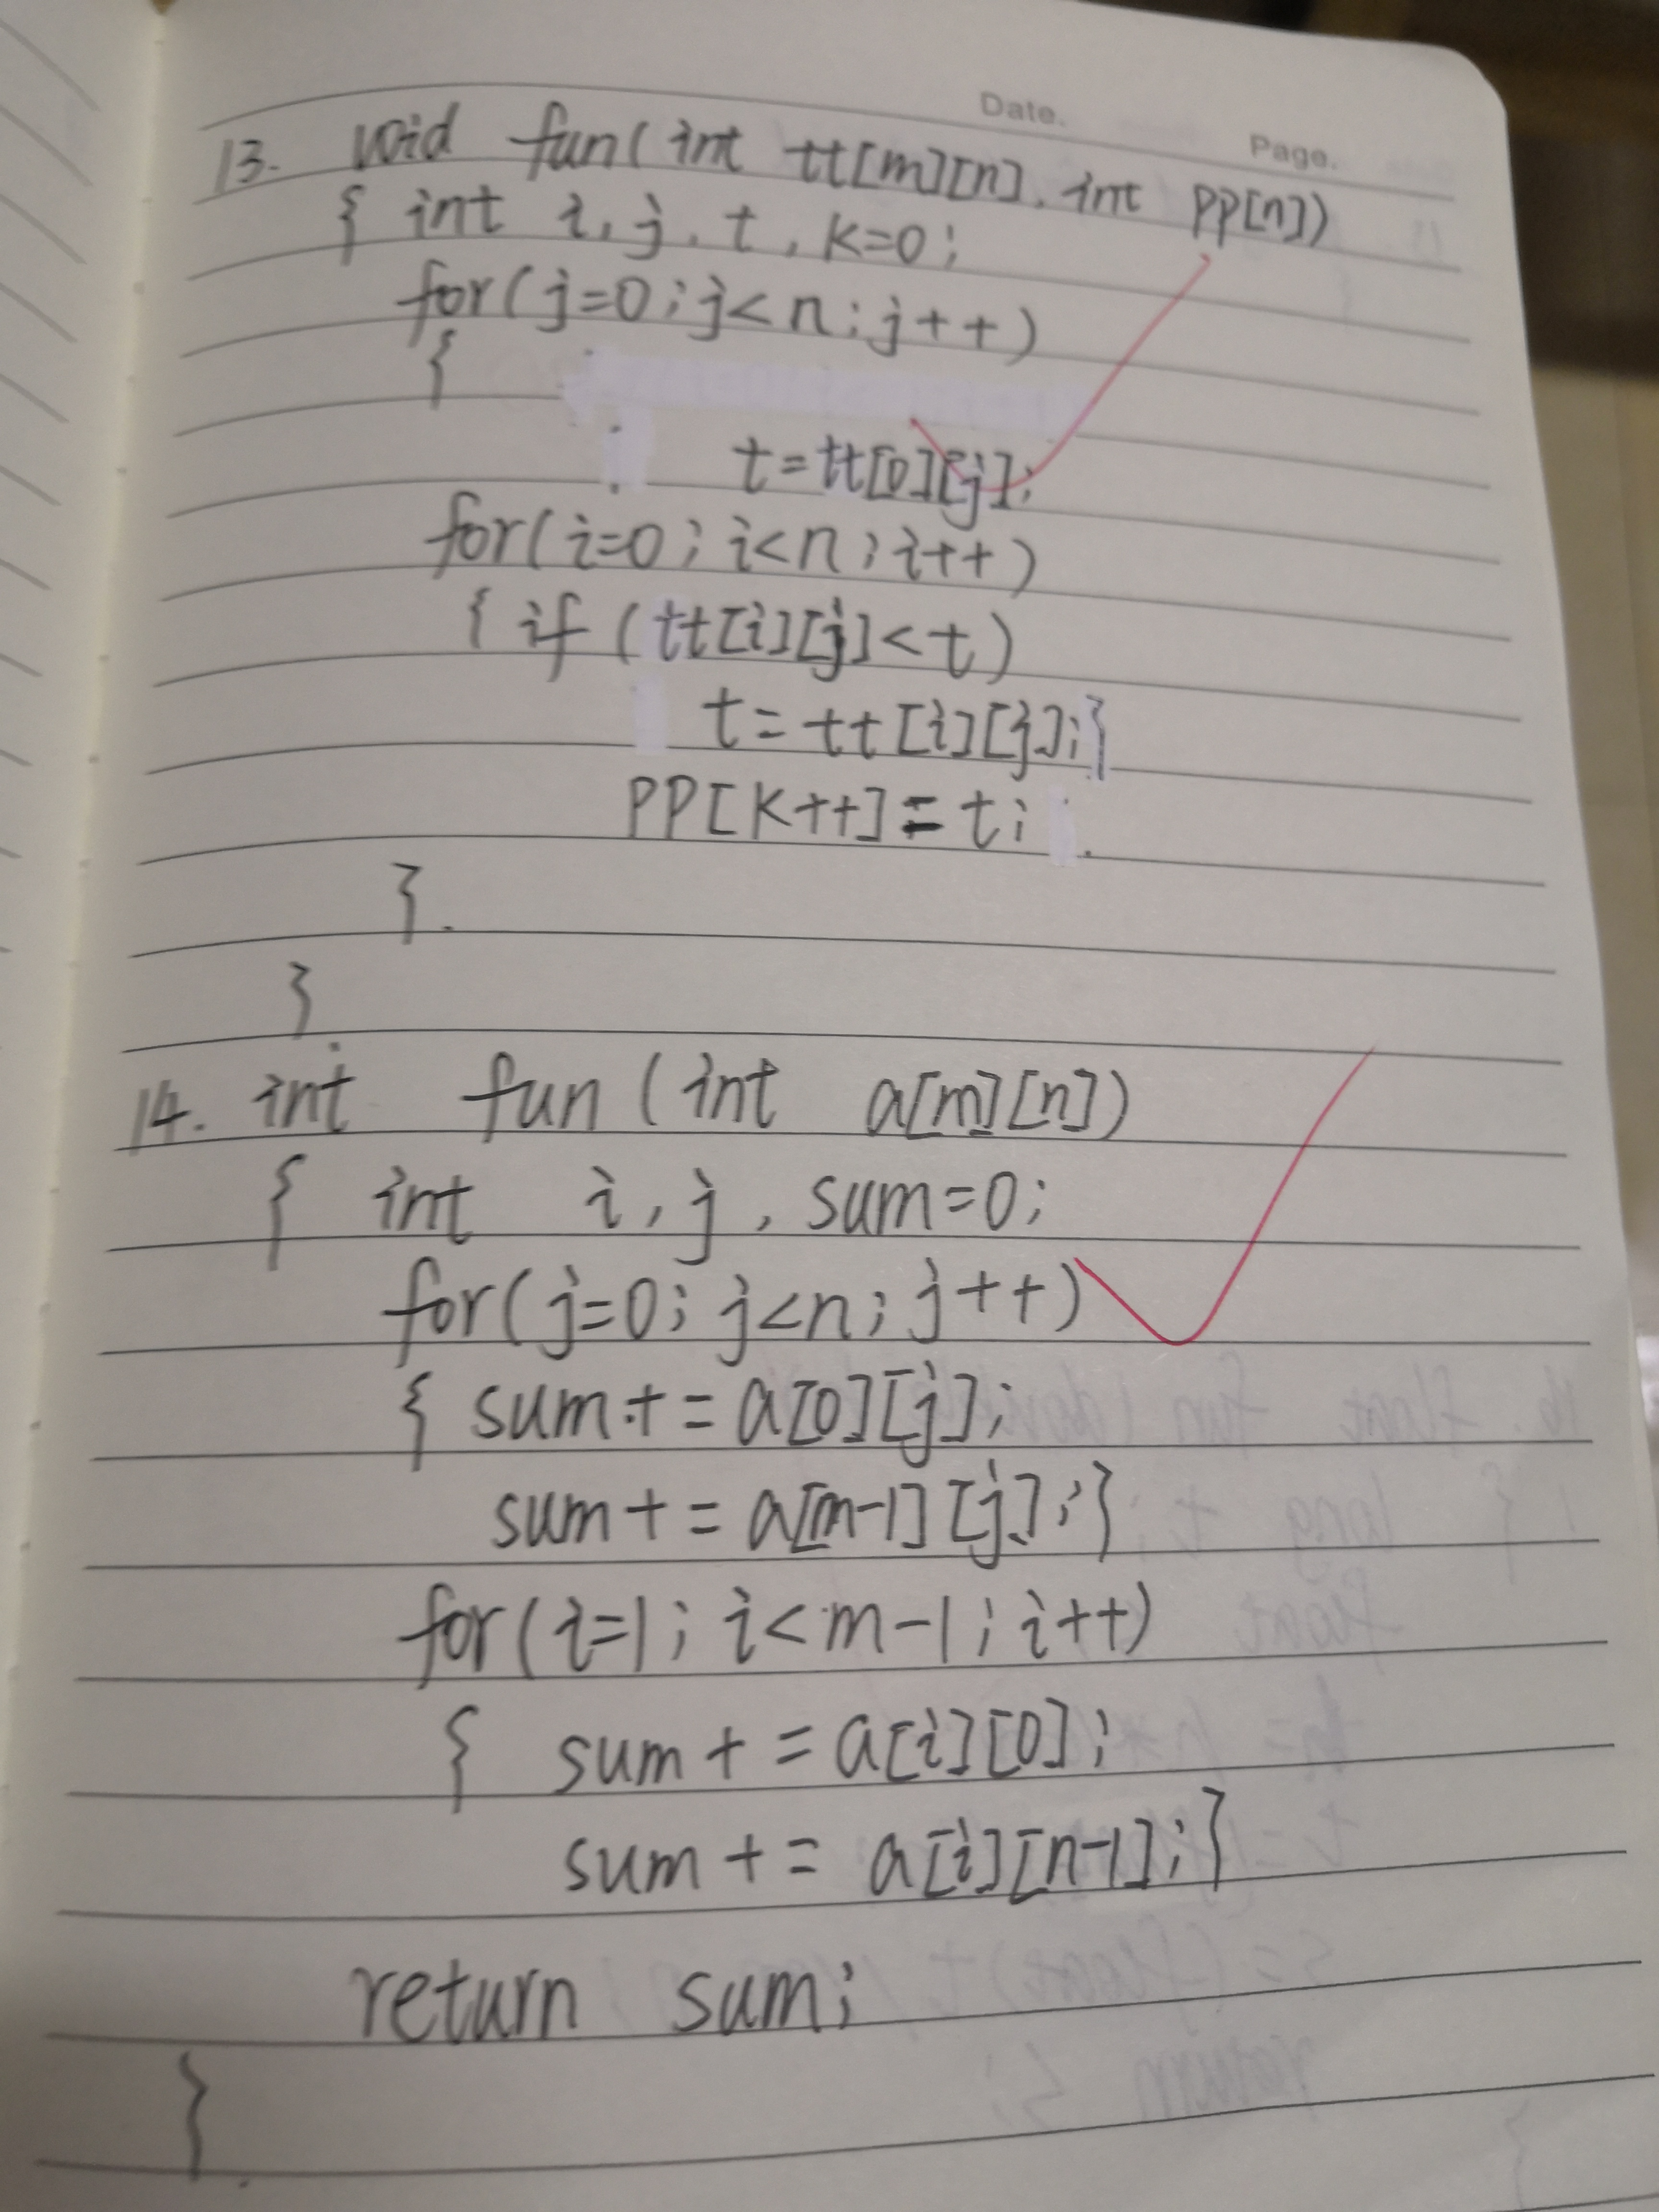 Date.
Page.
13. void fun(int tt[m][n], int pp[n])
{ int i, j, t, k=0;
for(j=0;j<n;j++)
{
t=tt[0][j];
for(i=0;i<n;i++)
{ if (tt[i][j]<t)
t=tt[i][j];}
PP[k++]=t;
}.
}
14. int fun (int a[m][n])
{ int i, j, sum=0;
for(j=0;j<n;j++)
{ sum+=a[0][j];
sum+=a[m-1][j];}
for(i=1;i<m-1;i++)
{ sum+=a[i][0];
sum+=a[i][n-1];}
return sum;
}.